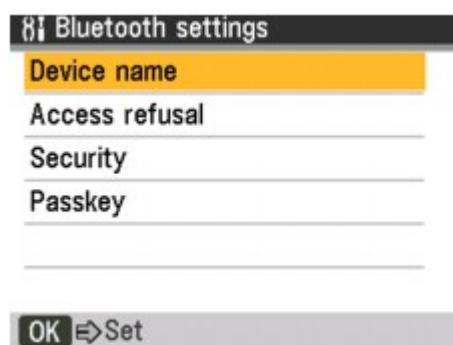 Bluetooth settings
Device name
Access refusal
Security
Passkey
OK Set